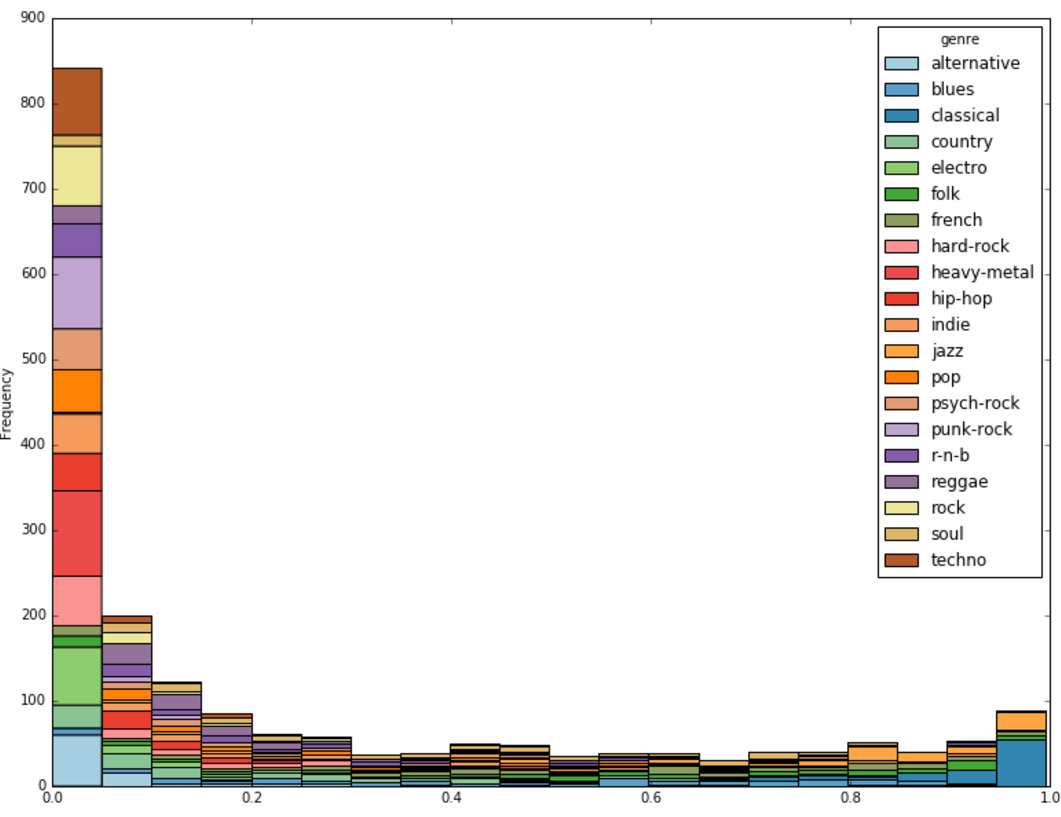 900
800
700
600
500
400
300
200
100
0
Frequency
0.0 0.2 0.4 0.6 0.8 1.0
genre
alternative
blues
classical
country
electro
folk
french
hard-rock
heavy-metal
hip-hop
indie
jazz
pop
psych-rock
punk-rock
r-n-b
reggae
rock
soul
techno